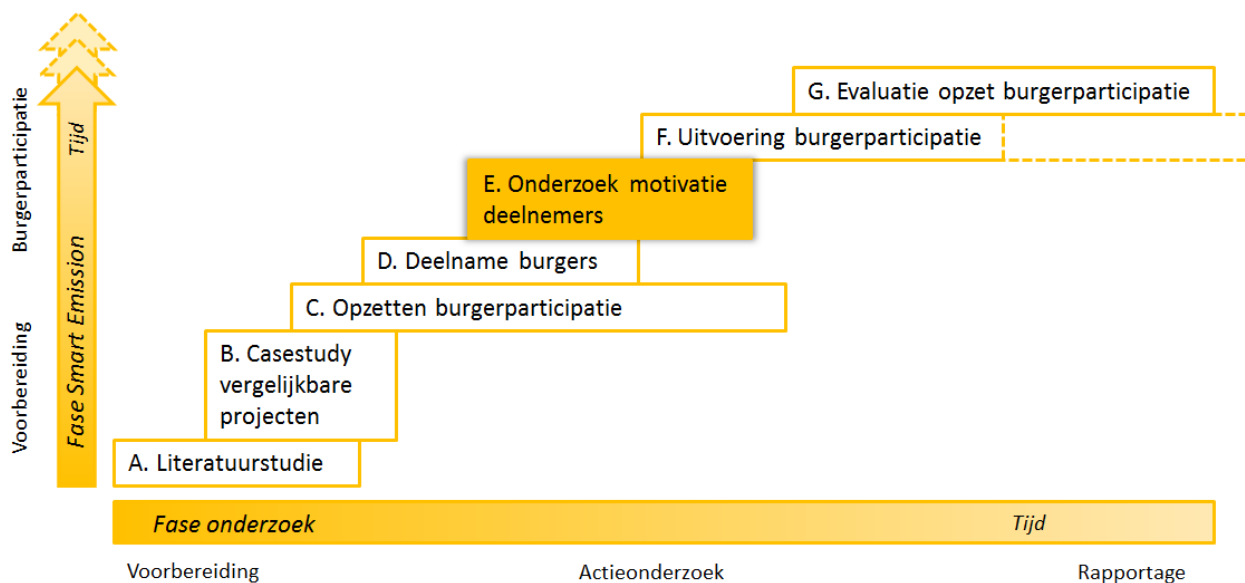 G. Evaluatie opzet burgerparticipatie
F. Uitvoering burgerparticipatie
E. Onderzoek motivatie
deelnemers
D. Deelname burgers
C. Opzetten burgerparticipatie
B. Casestudy
vergelijkbare
projecten
A. Literatuurstudie
Burgerparticipatie
Voorbereiding
Tijd
Fase Smart Emission
Fase onderzoek
Tijd
Voorbereiding
Actieonderzoek
Rapportage